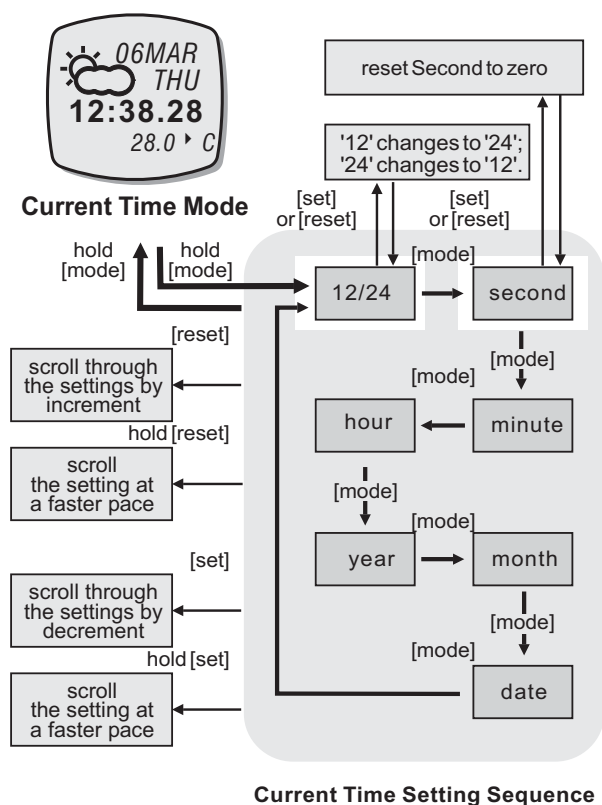 06MAR
THU
12:38.28
28.0 ‣ C
Current Time Mode
reset Second to zero
'12' changes to '24';
'24' changes to '12'.
[set]
or [reset]
[set]
or [reset]
hold
[mode]
hold
[mode]
[mode]
12/24
second
[reset]
scroll through
the settings by
increment
[mode]
[mode]
hour
minute
hold [reset]
scroll
the setting at
a faster pace
[mode]
[mode]
year
month
[set]
scroll through
the settings by
decrement
[mode]
[mode]
date
hold [set]
scroll
the setting at
a faster pace
Current Time Setting Sequence